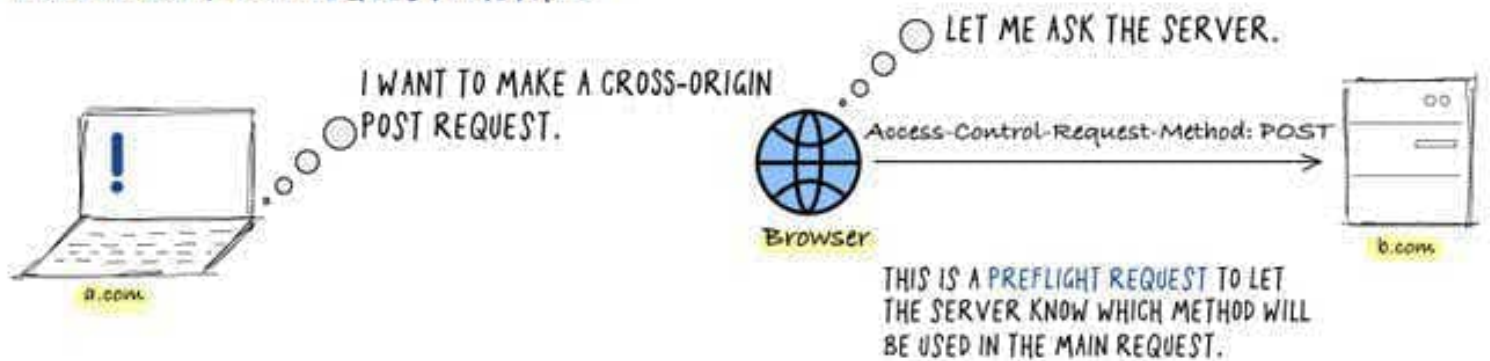 I WANT TO MAKE A CROSS-ORIGIN
POST REQUEST.
LET ME ASK THE SERVER.
Access-Control-Request-Method: POST
a.com
Browser
b.com
THIS IS A PREFLIGHT REQUEST TO LET
THE SERVER KNOW WHICH METHOD WILL
BE USED IN THE MAIN REQUEST.